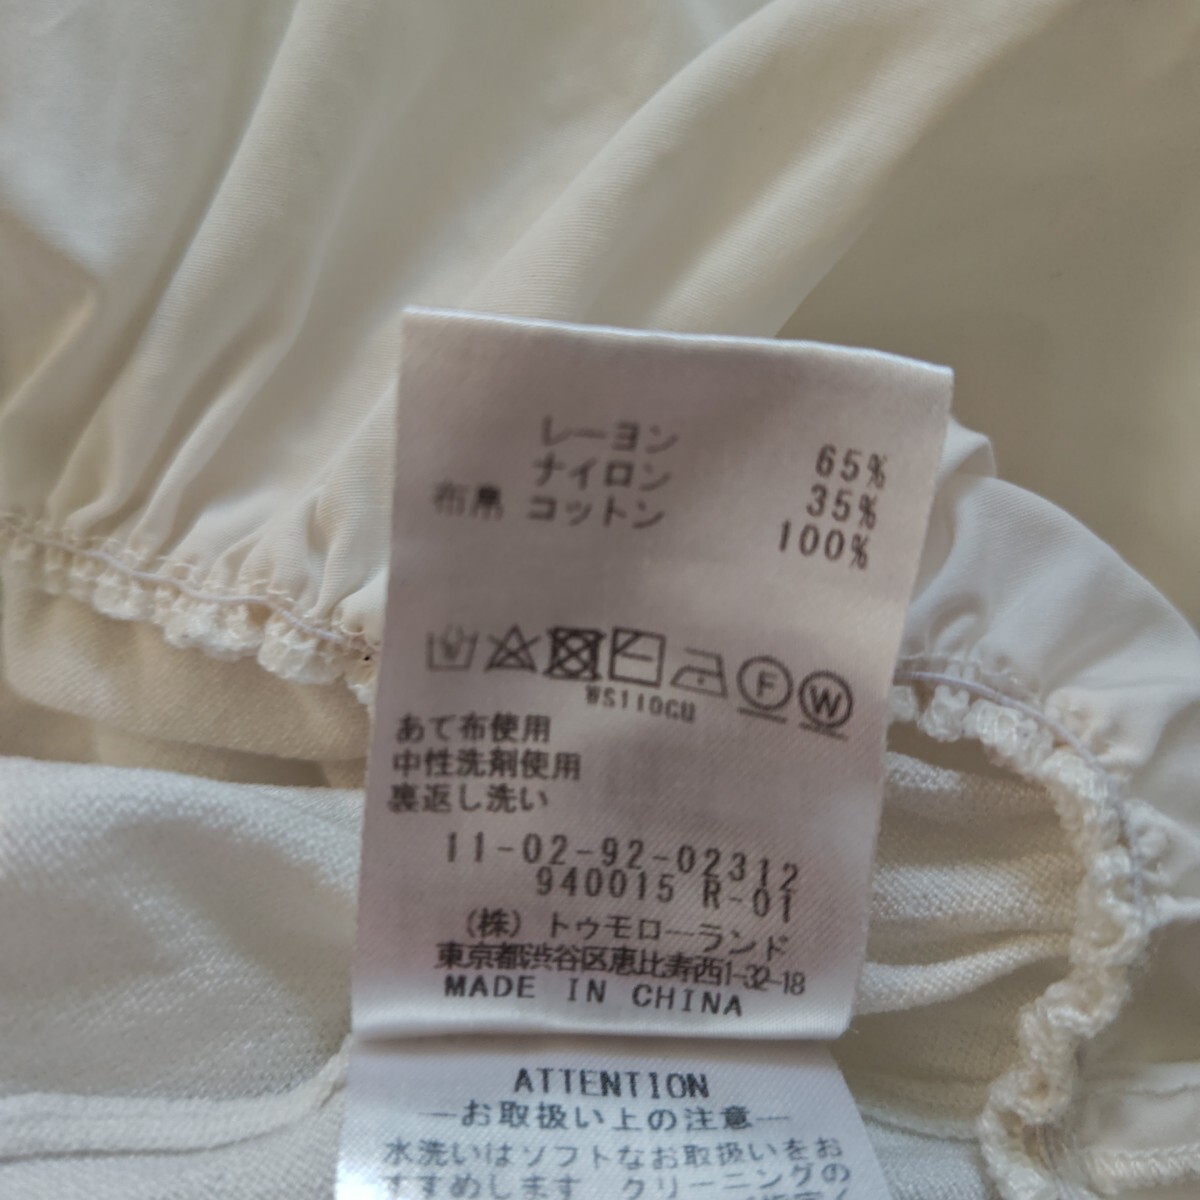 レーヨン 65%
ナイロン 35%
布帛 コットン 100%
F W
WS110CU
あて布使用
中性洗剤使用
裏返し洗い
11-02-92-02312
940015 R-01
(株)トゥモローランド
東京都渋谷区恵比寿西1-32-18
MADE IN CHINA
ATTENTION
―お取扱い上の注意―
水洗いはソフトなお取扱いをお
すすめします クリーニングの